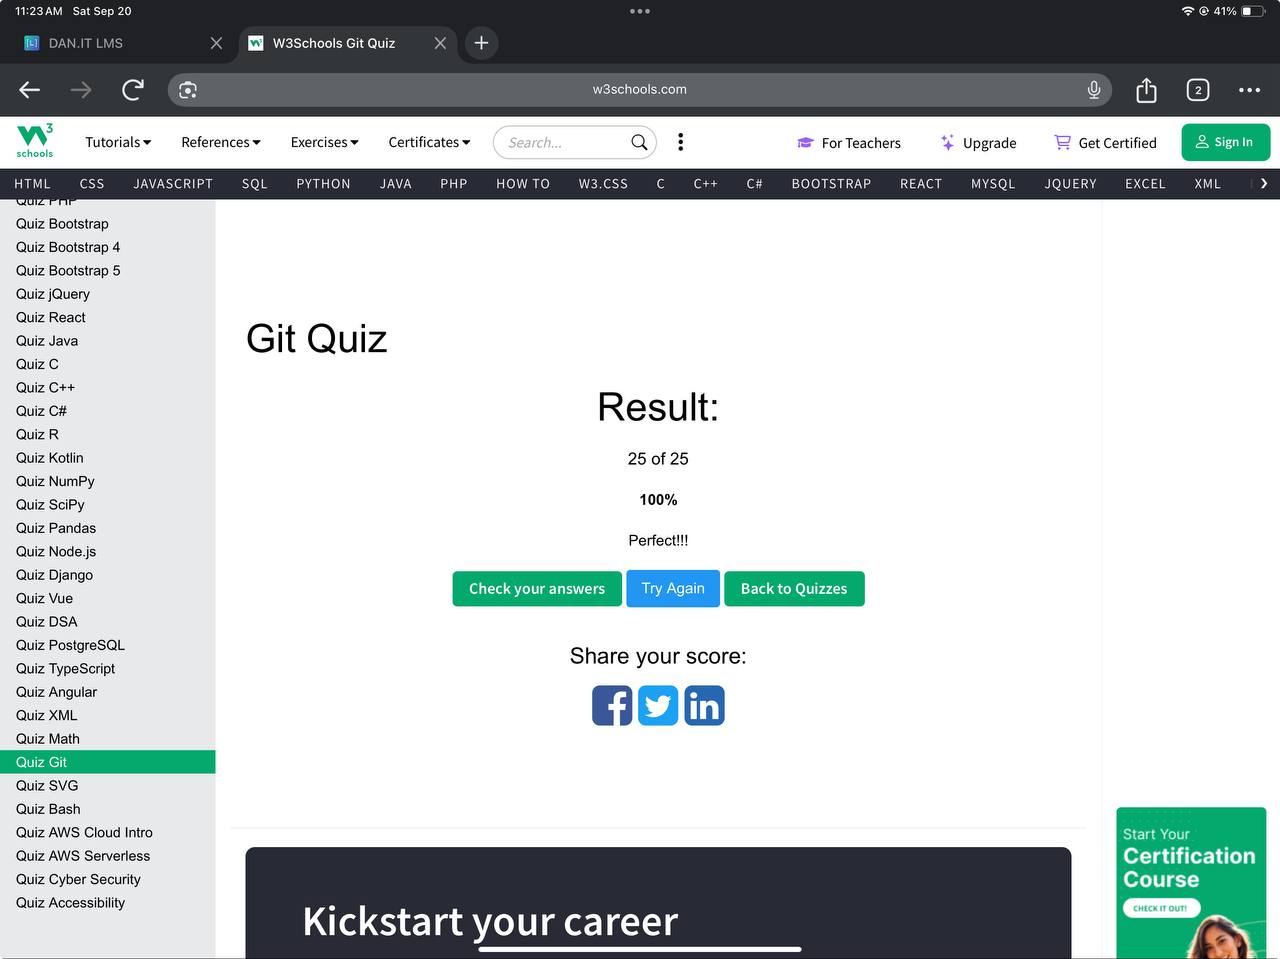 11:23 AM Sat Sep 20
41%
DAN.IT LMS
W3Schools Git Quiz
w3schools.com
2
W3
schools
Tutorials
References
Exercises
Certificates
Search...
For Teachers
Upgrade
Get Certified
Sign In
HTML CSS JAVASCRIPT SQL PYTHON JAVA PHP HOW TO W3.CSS C C++ C# BOOTSTRAP REACT MYSQL JQUERY EXCEL XML
Quiz PHP
Quiz Bootstrap
Quiz Bootstrap 4
Quiz Bootstrap 5
Quiz jQuery
Quiz React
Quiz Java
Quiz C
Quiz C++
Quiz C#
Quiz R
Quiz Kotlin
Quiz NumPy
Quiz SciPy
Quiz Pandas
Quiz Node.js
Quiz Django
Quiz Vue
Quiz DSA
Quiz PostgreSQL
Quiz TypeScript
Quiz Angular
Quiz XML
Quiz Math
Quiz Git
Quiz SVG
Quiz Bash
Quiz AWS Cloud Intro
Quiz AWS Serverless
Quiz Cyber Security
Quiz Accessibility
Git Quiz
Result:
25 of 25
100%
Perfect!!!
Check your answers
Try Again
Back to Quizzes
Share your score:
Kickstart your career
Start Your
Certification
Course
CHECK IT OUT!